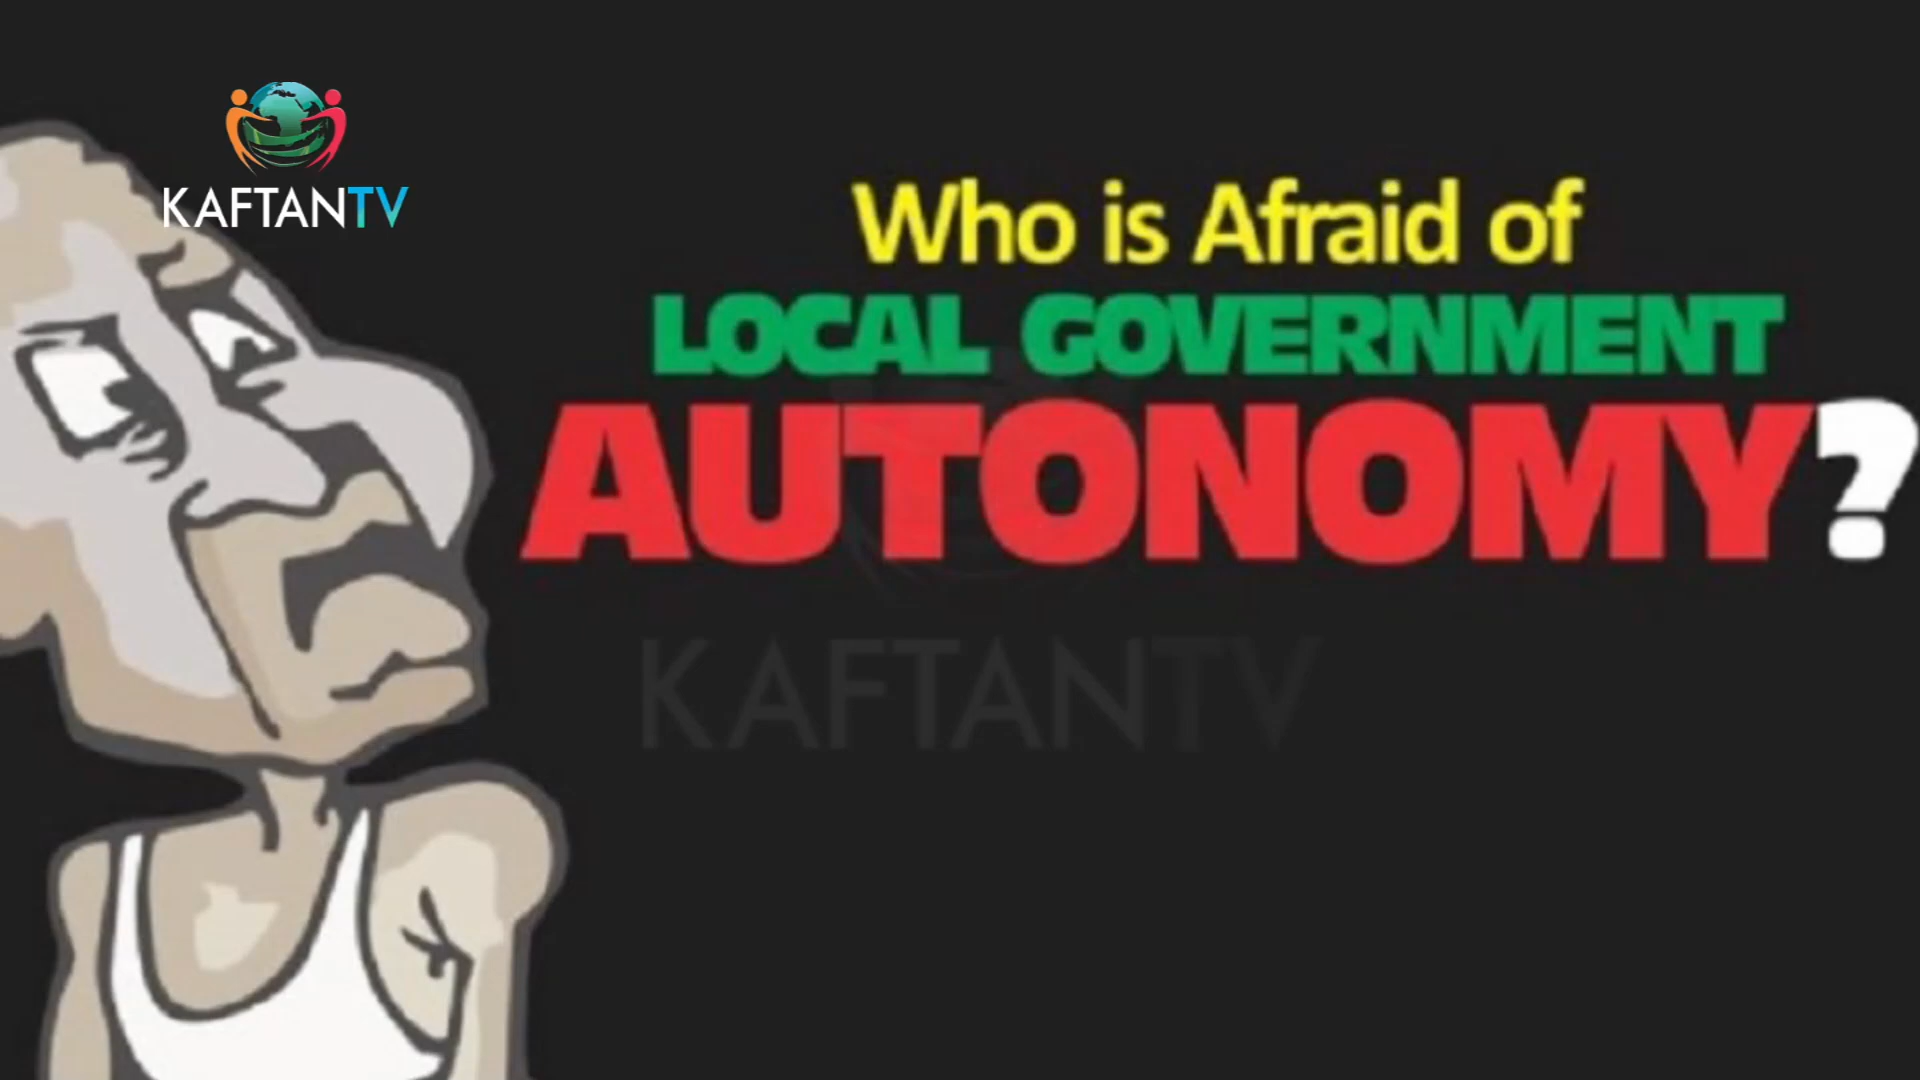 KAFTANTV
Who is Afraid of
LOCAL GOVERNMENT
AUTONOMY?
KAFTANTV